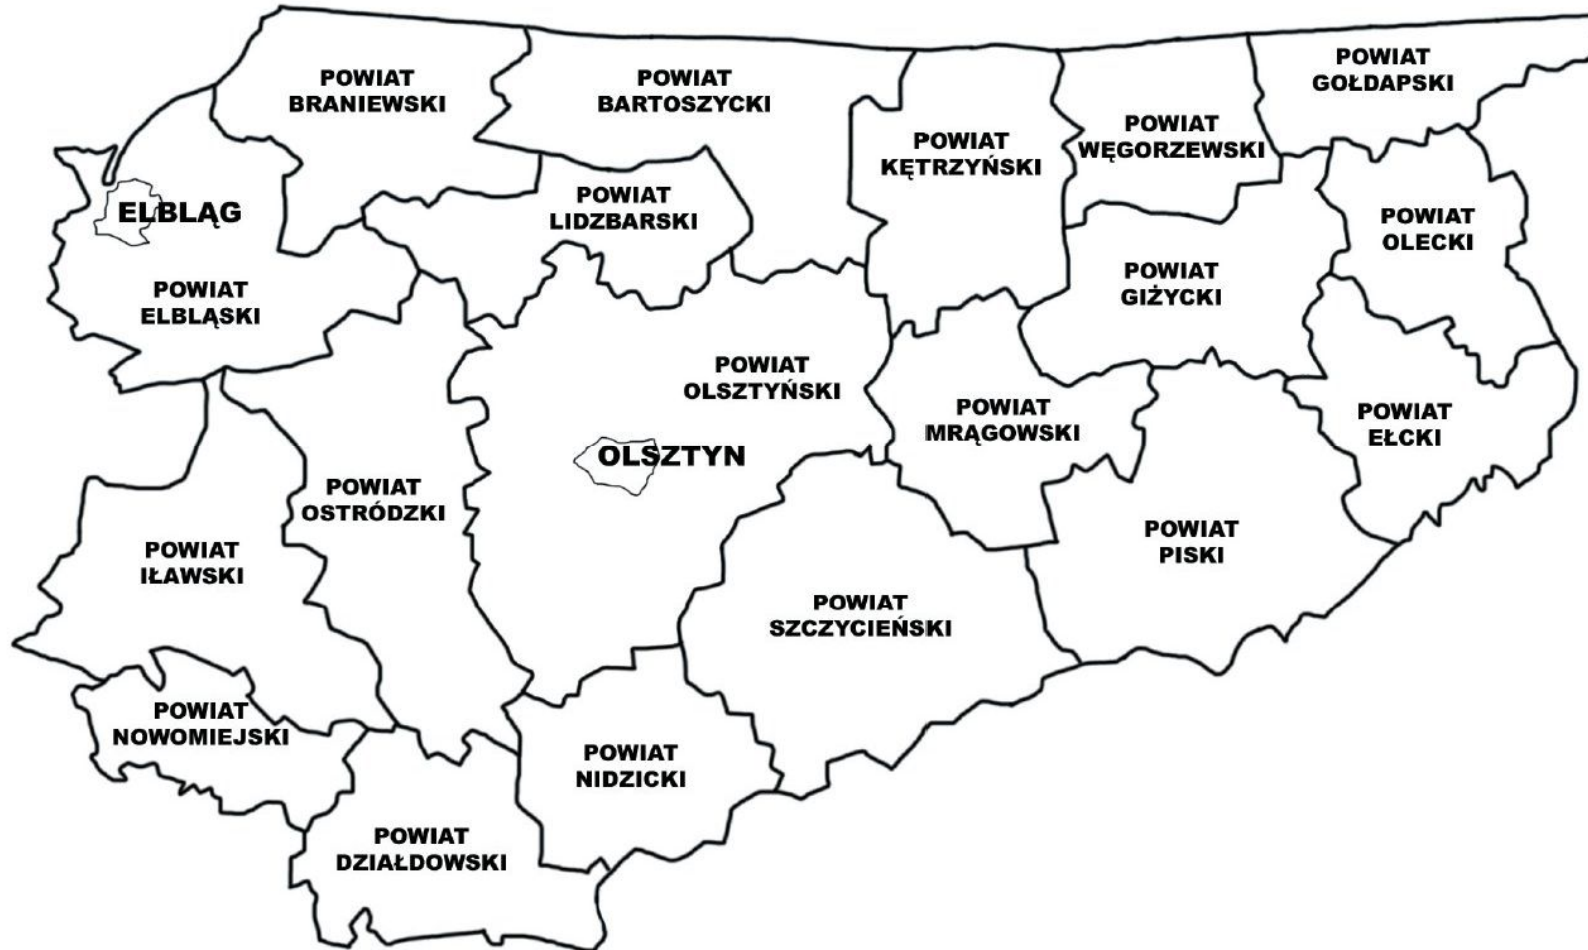 POWIAT
BRANIEWSKI
POWIAT
BARTOSZYCKI
POWIAT
GOŁDAPSKI
POWIAT
KĘTRZYŃSKI
POWIAT
WĘGORZEWSKI
ELBLĄG
POWIAT
LIDZBARSKI
POWIAT
OLECKI
POWIAT
ELBLĄSKI
POWIAT
GIŻYCKI
POWIAT
OLSZTYŃSKI
POWIAT
MRĄGOWSKI
POWIAT
EŁCKI
OLSZTYN
POWIAT
OSTRÓDZKI
POWIAT
IŁAWSKI
POWIAT
PISKI
POWIAT
SZCZYCIEŃSKI
POWIAT
NOWOMIEJSKI
POWIAT
NIDZICKI
POWIAT
DZIAŁDOWSKI